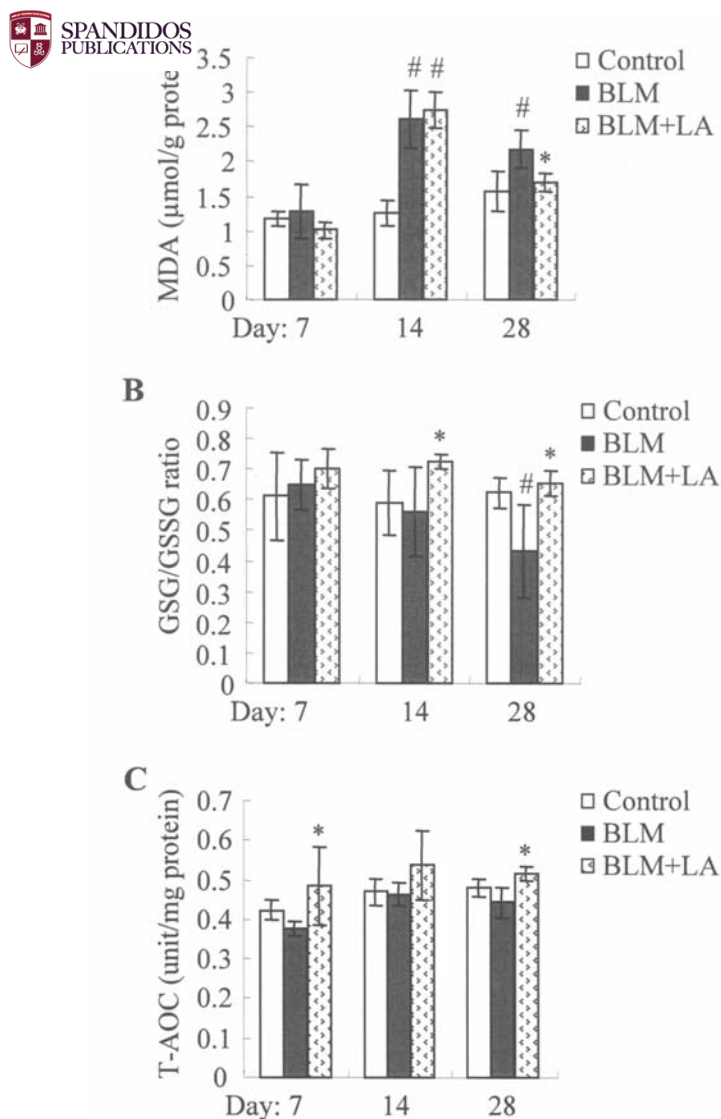 SPANDIDOS
PUBLICATIONS
MDA (μmol/g prote
3.5
3
2.5
2
1.5
1
0.5
0
# #
#
*
Control
BLM
BLM+LA
Day: 7 14 28
B
GSG/GSSG ratio
0.9
0.8
0.7
0.6
0.5
0.4
0.3
0.2
0.1
0
*
#
*
Control
BLM
BLM+LA
Day: 7 14 28
C
T-AOC (unit/mg protein)
0.7
0.6
0.5
0.4
0.3
0.2
0.1
0
*
*
Control
BLM
BLM+LA
Day: 7 14 28